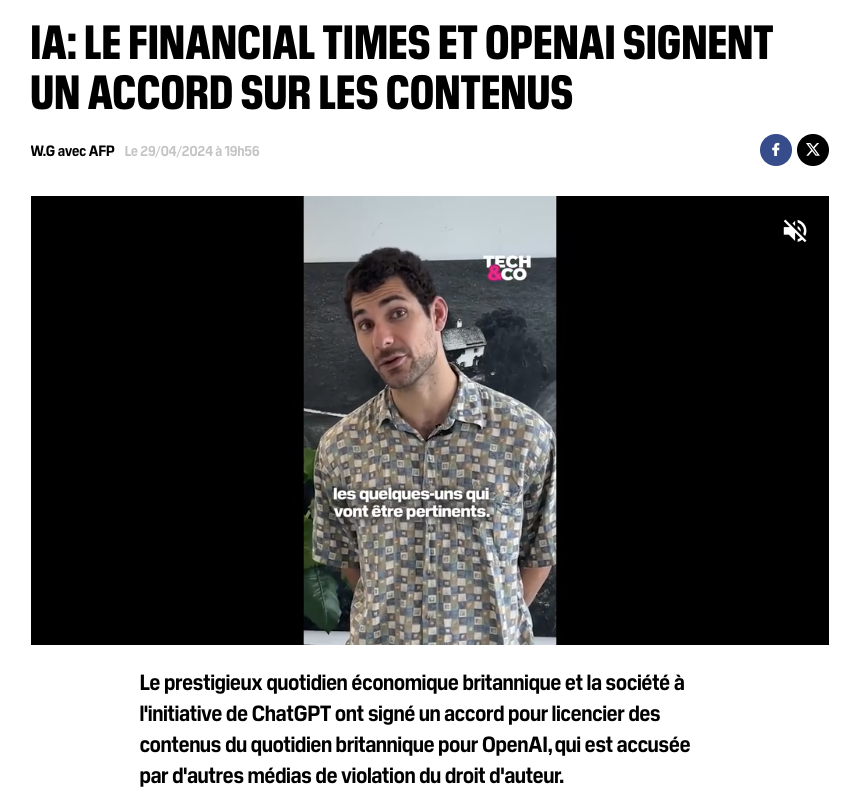 IA: LE FINANCIAL TIMES ET OPENAI SIGNENT
UN ACCORD SUR LES CONTENUS
W.G avec AFP Le 29/04/2024 à 19h56
TECH
&CO
les quelques-uns qui
vont être pertinents.
Le prestigieux quotidien économique britannique et la société à
l'initiative de ChatGPT ont signé un accord pour licencier des
contenus du quotidien britannique pour OpenAI, qui est accusée
par d'autres médias de violation du droit d'auteur.